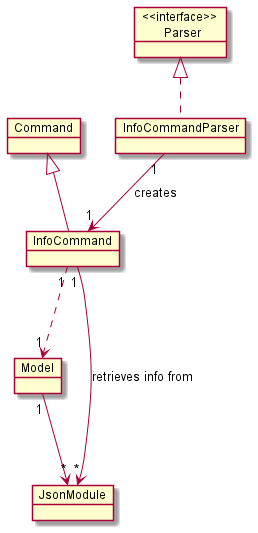 <<interface>>
Parser
Command
InfoCommandParser
1
creates
1
InfoCommand
1 1
1
retrieves info from
Model
1
* *
JsonModule